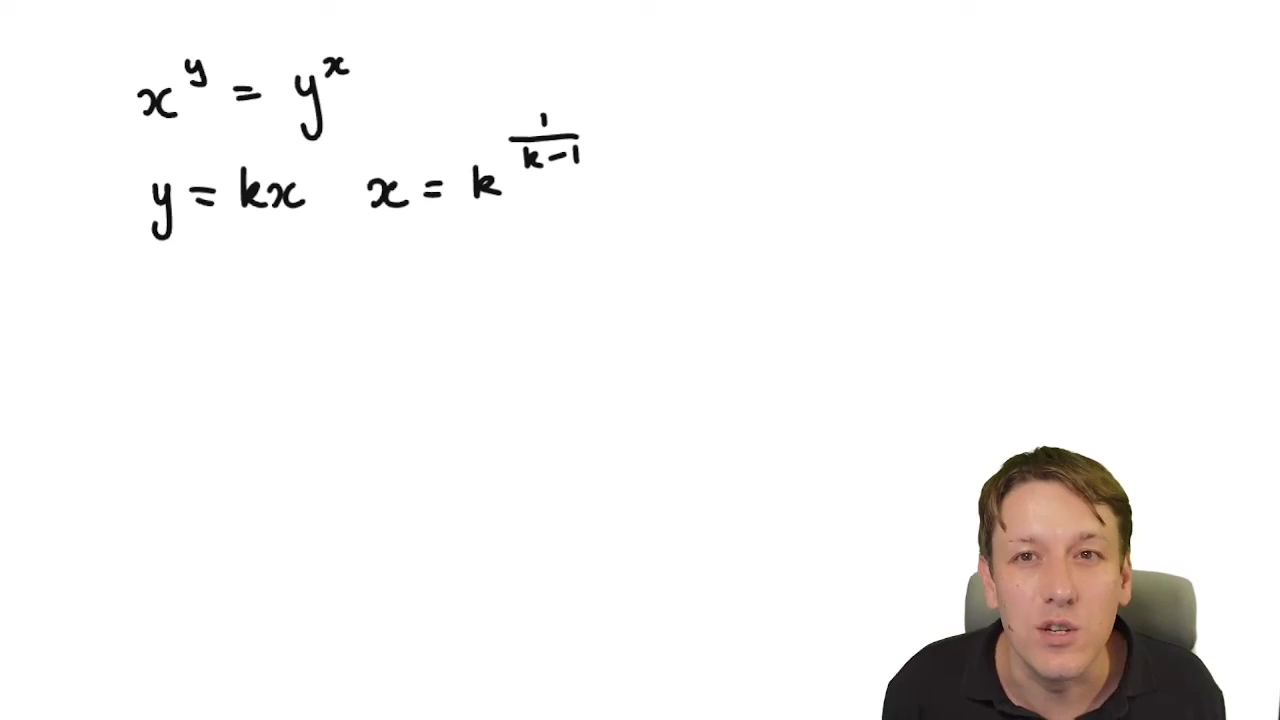 x^y = y^x
y = kx   x = k^(1/(k-1))